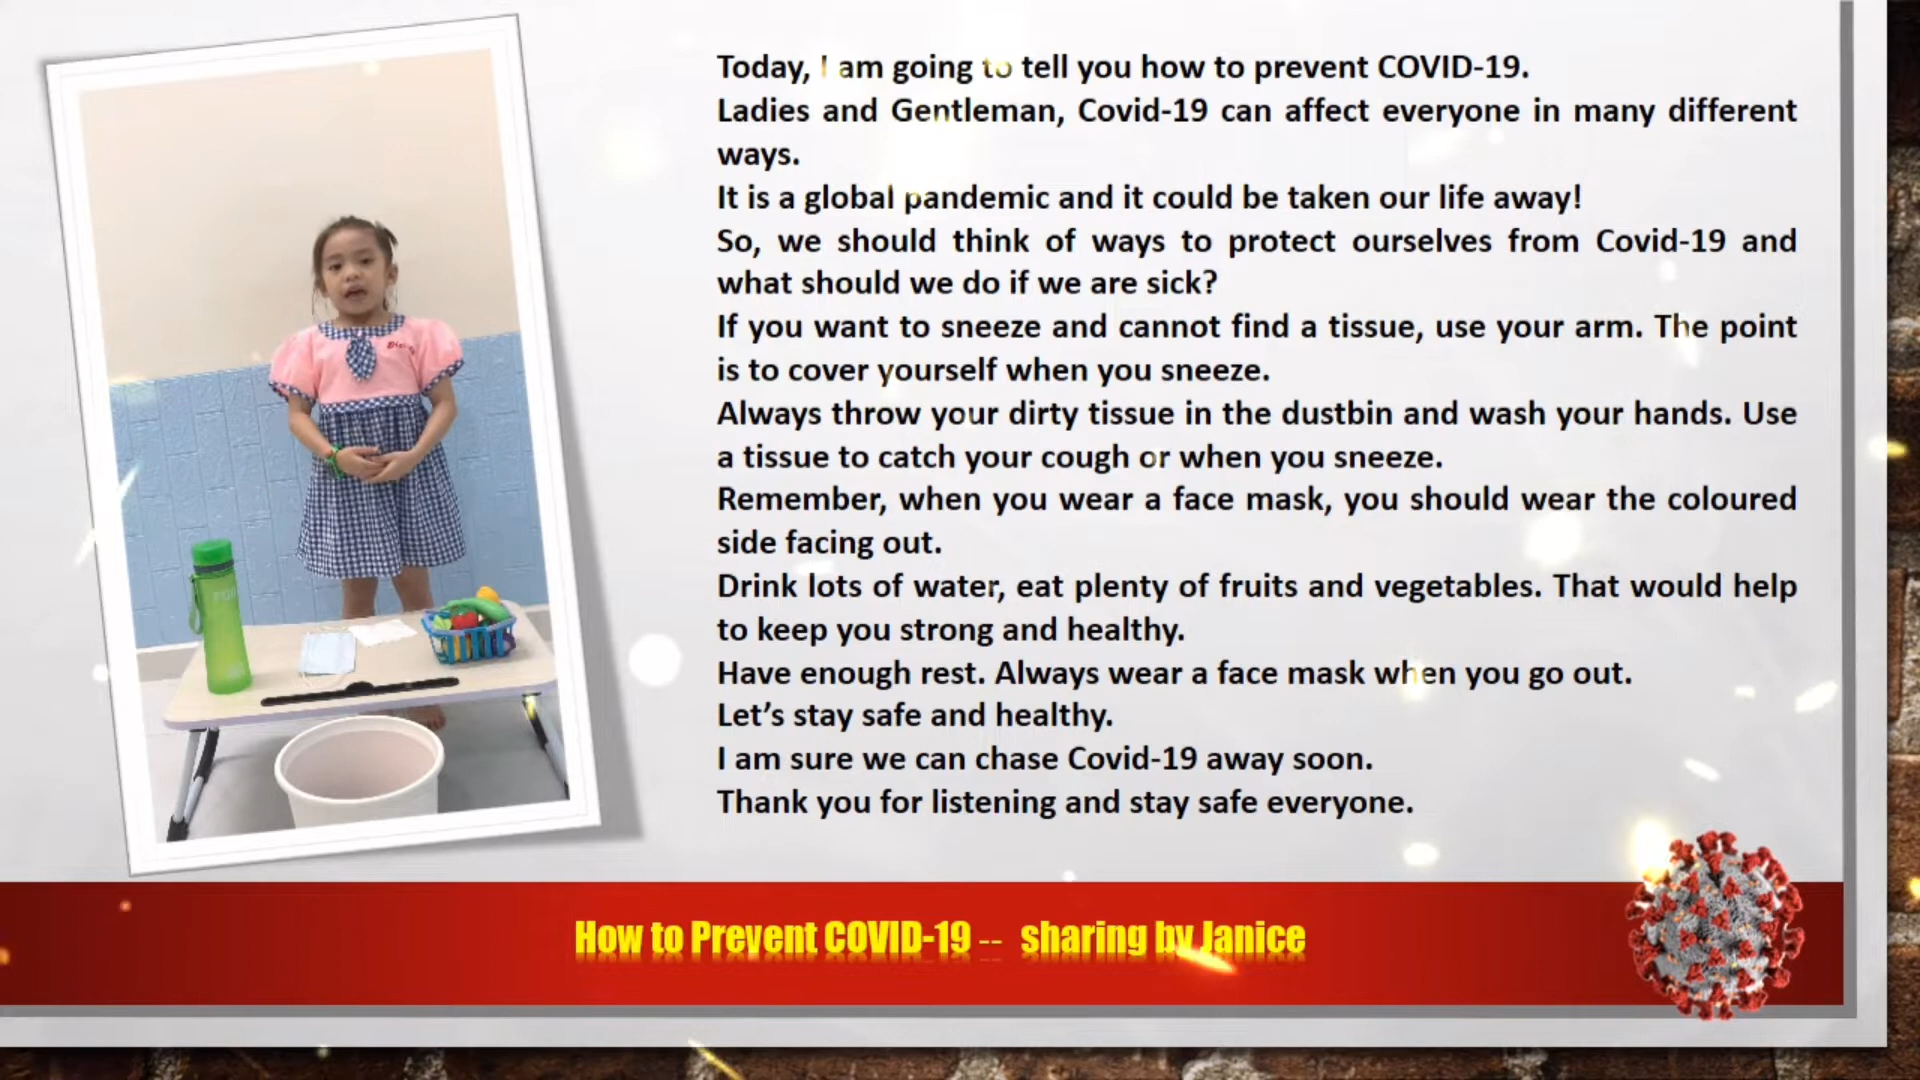 Today, I am going to tell you how to prevent COVID-19.
Ladies and Gentleman, Covid-19 can affect everyone in many different
ways.
It is a global pandemic and it could be taken our life away!
So, we should think of ways to protect ourselves from Covid-19 and
what should we do if we are sick?
If you want to sneeze and cannot find a tissue, use your arm. The point
is to cover yourself when you sneeze.
Always throw your dirty tissue in the dustbin and wash your hands. Use
a tissue to catch your cough or when you sneeze.
Remember, when you wear a face mask, you should wear the coloured
side facing out.
Drink lots of water, eat plenty of fruits and vegetables. That would help
to keep you strong and healthy.
Have enough rest. Always wear a face mask when you go out.
Let's stay safe and healthy.
I am sure we can chase Covid-19 away soon.
Thank you for listening and stay safe everyone.
How to Prevent COVID-19 -- sharing by Janice